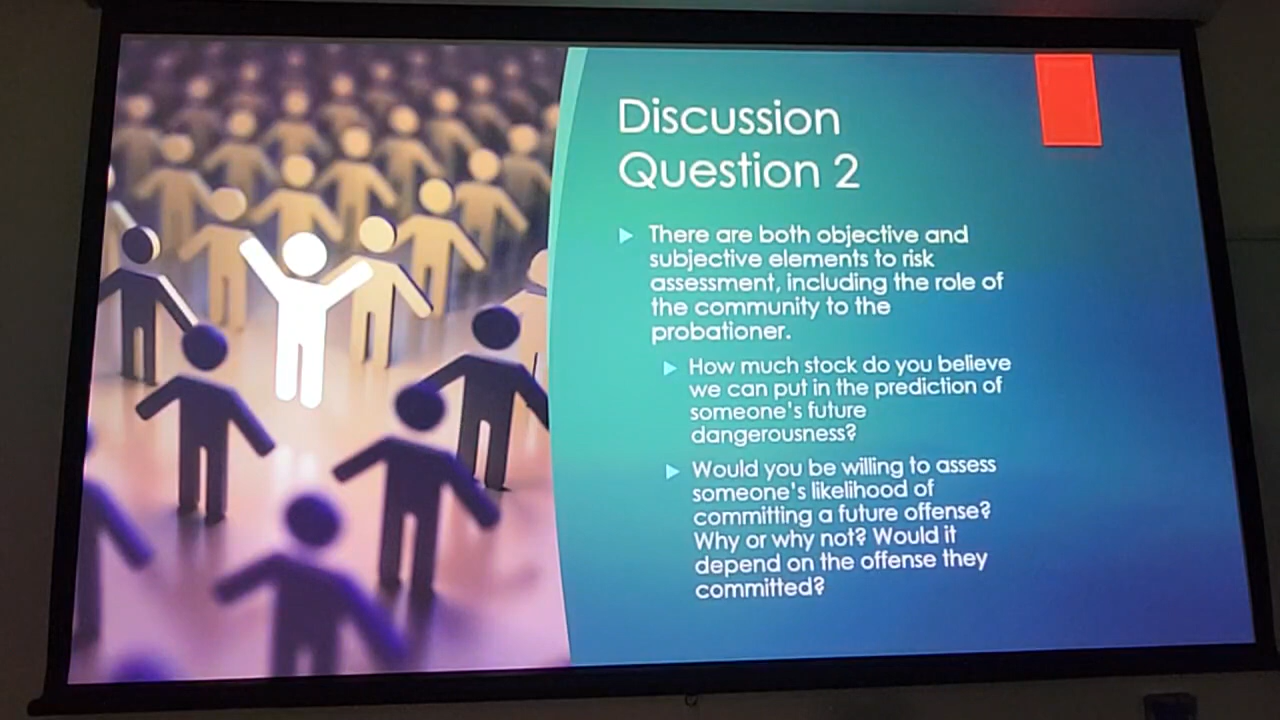 Discussion
Question 2
There are both objective and
subjective elements to risk
assessment, including the role of
the community to the
probationer.
How much stock do you believe
we can put in the prediction of
someone's future
dangerousness?
Would you be willing to assess
someone's likelihood of
committing a future offense?
Why or why not? Would it
depend on the offense they
committed?